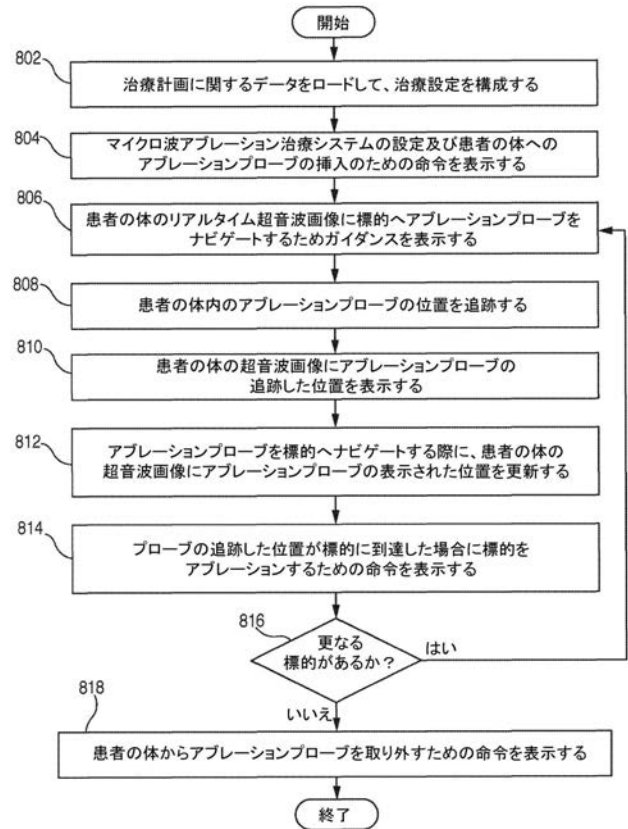 開始
802
治療計画に関するデータをロードして、治療設定を構成する
804
マイクロ波アブレーション治療システムの設定及び患者の体への
アブレーションプローブの挿入のための命令を表示する
806
患者の体のリアルタイム超音波画像に標的へアブレーションプローブを
ナビゲートするためガイダンスを表示する
808
患者の体内のアブレーションプローブの位置を追跡する
810
患者の体の超音波画像にアブレーションプローブの
追跡した位置を表示する
812
アブレーションプローブを標的へナビゲートする際に、患者の体の
超音波画像にアブレーションプローブの表示された位置を更新する
814
プローブの追跡した位置が標的に到達した場合に標的を
アブレーションするための命令を表示する
816
更なる
標的があるか?
はい
いいえ
818
患者の体からアブレーションプローブを取り外すための命令を表示する
終了